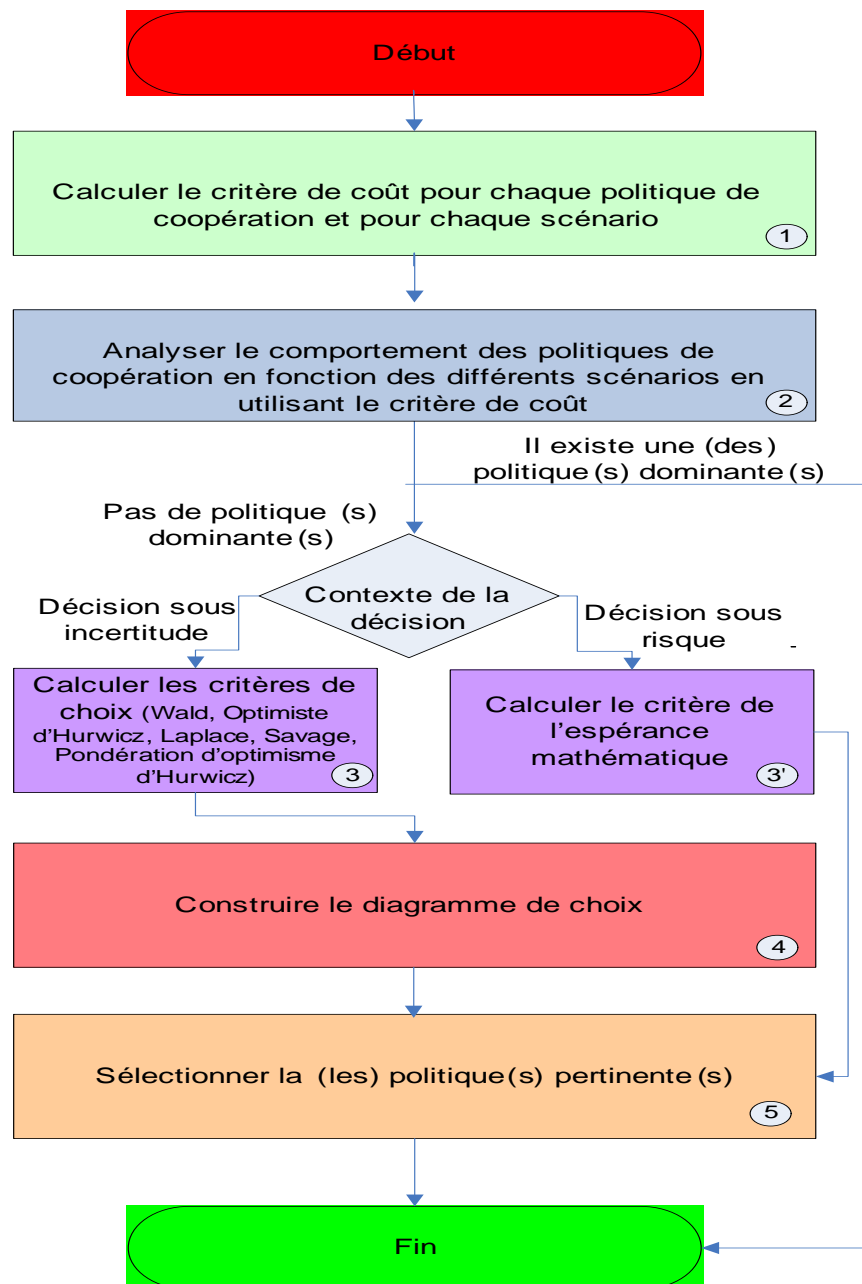 Début
Calculer le critère de coût pour chaque politique de
coopération et pour chaque scénario
1
Analyser le comportement des politiques de
coopération en fonction des différents scénarios en
utilisant le critère de coût
2
Il existe une (des)
politique(s) dominante(s)
Pas de politique (s)
dominante(s)
Contexte de la
décision
Décision sous
incertitude
Décision sous
risque
-
Calculer les critères de
choix (Wald, Optimiste
d'Hurwicz, Laplace, Savage,
Pondération d'optimisme
d'Hurwicz)
3
Calculer le critère de
l'espérance
mathématique
3'
Construire le diagramme de choix
4
Sélectionner la (les) politique(s) pertinente(s)
5
Fin